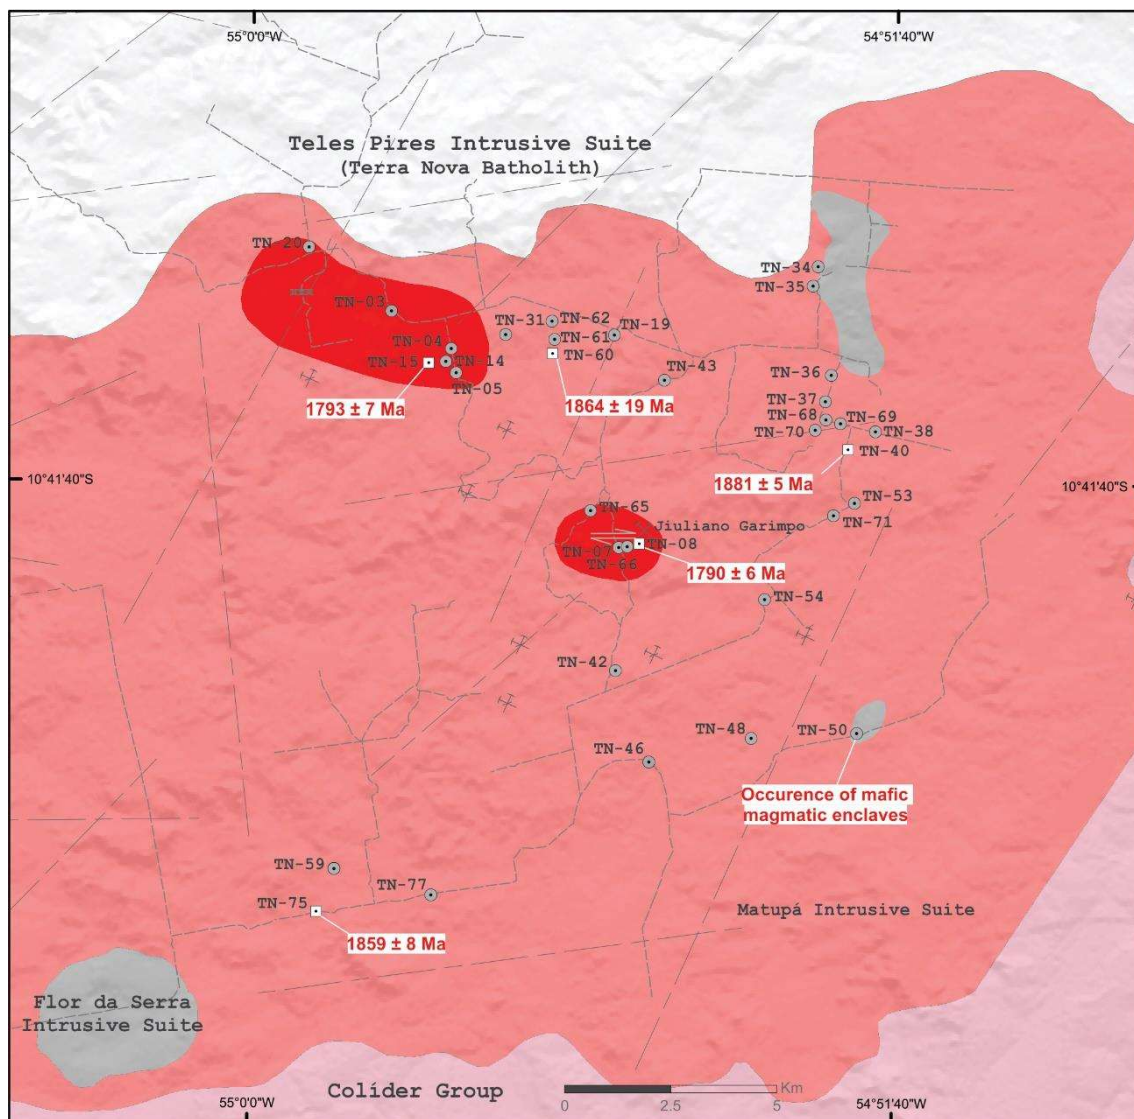 55°0'0"W
54°51'40"W
Teles Pires Intrusive Suite
(Terra Nova Batholith)
TN-20
TN-34
TN-35
TN-03
TN-31
TN-62
TN-19
TN-04
TN-61
TN-15
TN-14
TN-60
TN-43
TN-36
TN-05
1793 ± 7 Ma
1864 ± 19 Ma
TN-37
TN-68
TN-69
TN-70
TN-38
TN-40
10°41'40"S
1881 ± 5 Ma
10°41'40"S
TN-53
TN-65
TN-71
Jiuliano Garimpo
TN-07
TN-08
TN-66
1790 ± 6 Ma
TN-54
TN-42
TN-48
TN-50
TN-46
Occurence of mafic
magmatic enclaves
TN-59
TN-77
TN-75
Matupá Intrusive Suite
1859 ± 8 Ma
Flor da Serra
Intrusive Suite
Colíder Group
Km
0
2.5
5
55°0'0"W
54°51'40"W